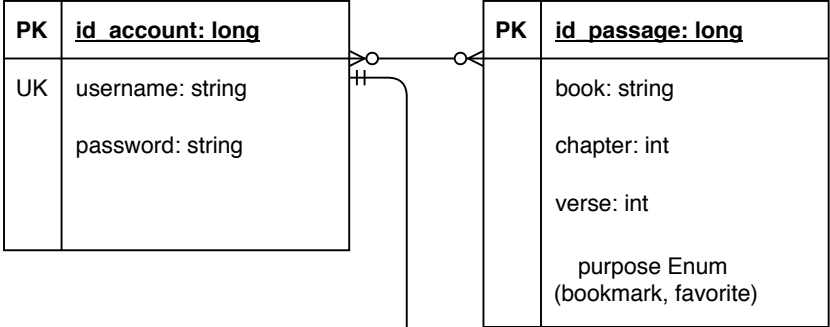 PK id_account: long
UK username: string
password: string
PK id_passage: long
book: string
chapter: int
verse: int
purpose Enum
(bookmark, favorite)